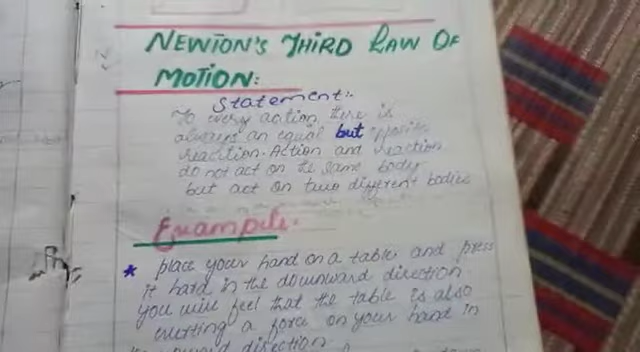 NEWTON'S THIRD LAW OF
MOTION:
Statement:-
To every action there is
always an equal but opposite
reaction. Action and reaction
do not act on the same body
but act on two different bodies
Example:-
* place your hand on a table and press
it hard in the downward direction.
you will feel that the table is also
exerting a force on your hand in
upward direction.